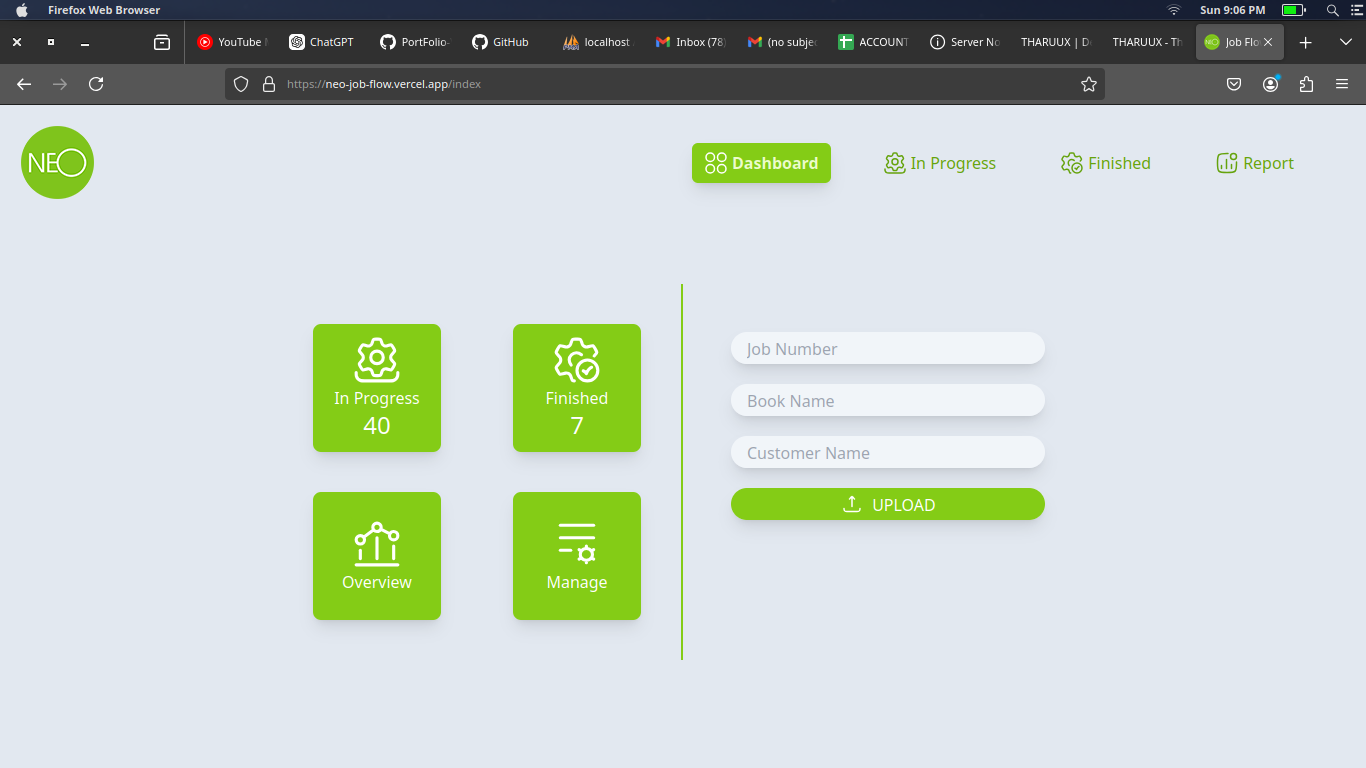 Firefox Web Browser
Sun 9:06 PM
YouTube
ChatGPT
PortFolio-
GitHub
localhost
Inbox (78)
(no subjec
ACCOUNT
Server No
THARUUX | D
THARUUX - Th
Job Flo
https://neo-job-flow.vercel.app/index
NEO
Dashboard
In Progress
Finished
Report
In Progress
40
Finished
7
Job Number
Book Name
Customer Name
UPLOAD
Overview
Manage